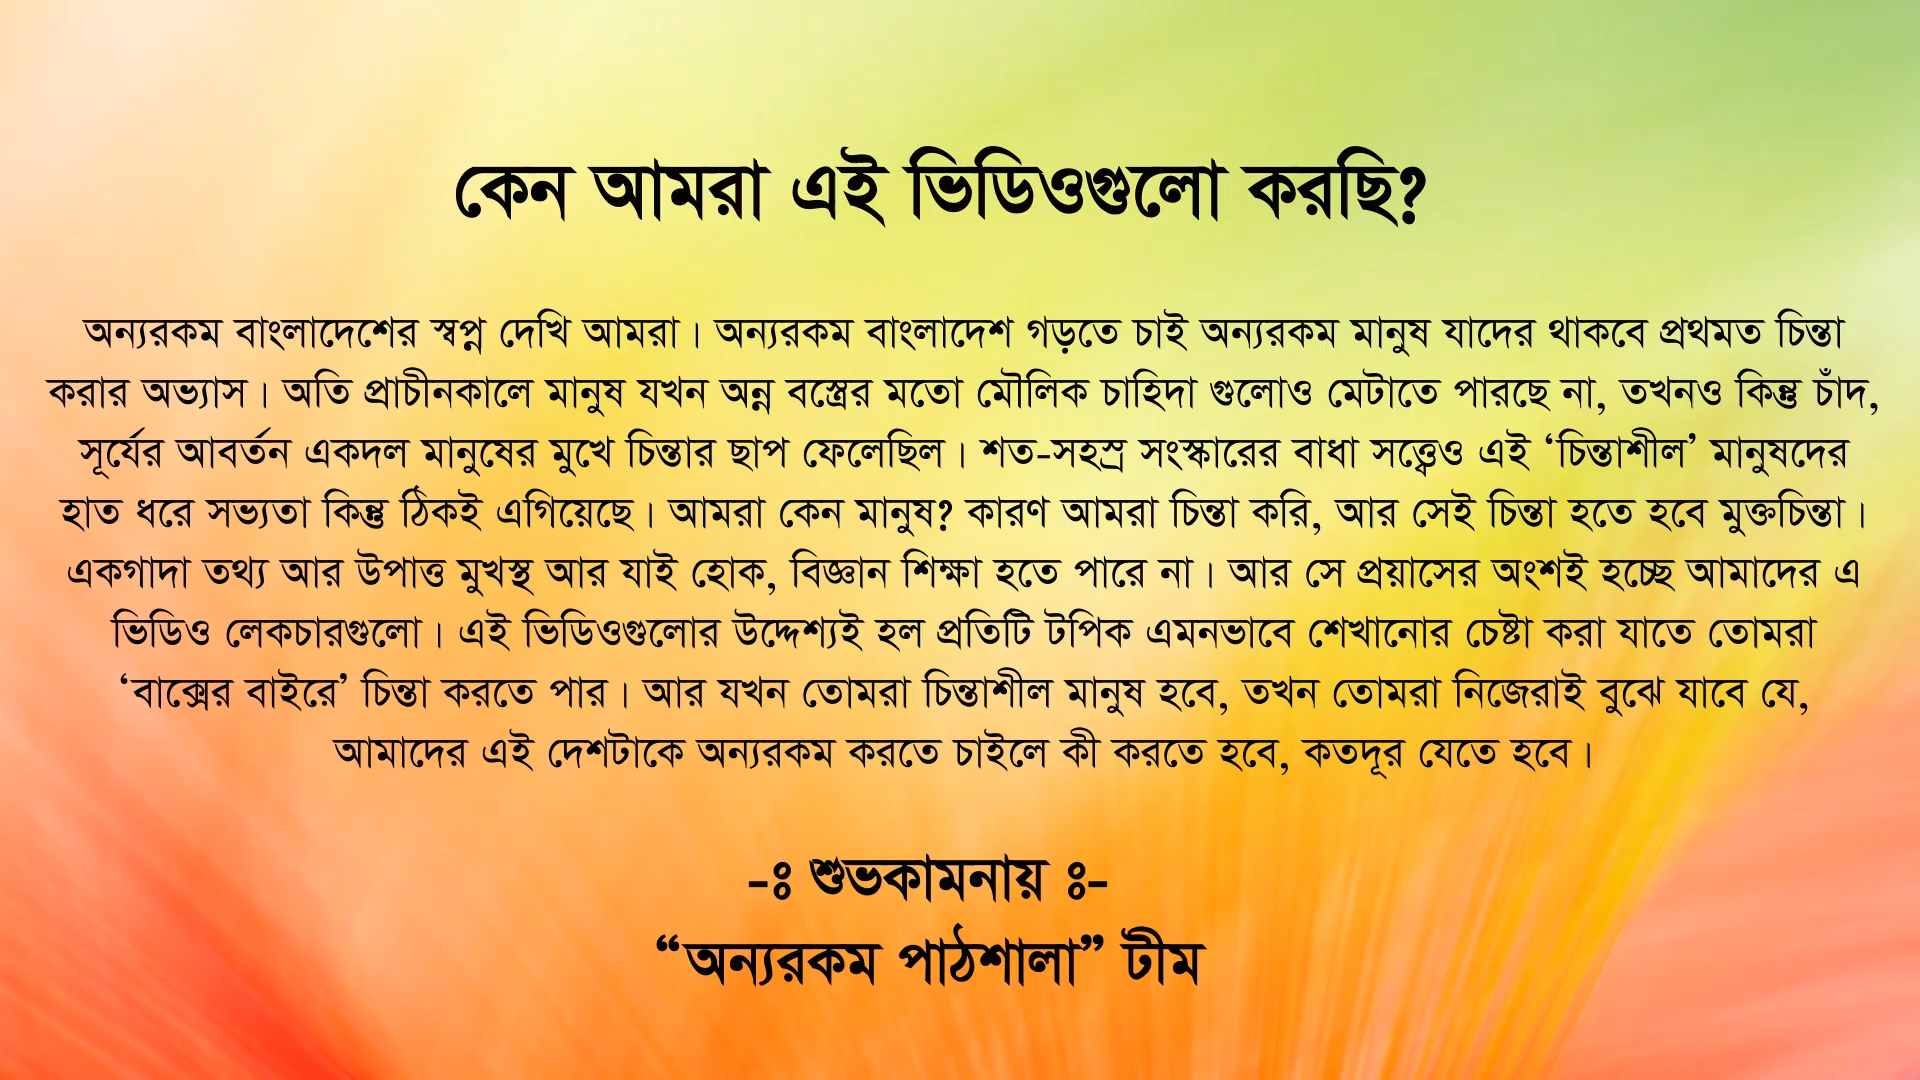 কেন আমরা এই ভিডিওগুলো করছি?
অন্যরকম বাংলাদেশের স্বপ্ন দেখি আমরা। অন্যরকম বাংলাদেশ গড়তে চাই অন্যরকম মানুষ যাদের থাকবে প্রথমত চিন্তা
করার অভ্যাস। অতি প্রাচীনকালে মানুষ যখন অন্ন বস্ত্রের মতো মৌলিক চাহিদা গুলোও মেটাতে পারছে না, তখনও কিন্তু চাঁদ,
সূর্যের আবর্তন একদল মানুষের মুখে চিন্তার ছাপ ফেলেছিল। শত-সহস্র সংস্কারের বাধা সত্ত্বেও এই ‘চিন্তাশীল’ মানুষদের
হাত ধরে সভ্যতা কিন্তু ঠিকই এগিয়েছে। আমরা কেন মানুষ? কারণ আমরা চিন্তা করি, আর সেই চিন্তা হতে হবে মুক্তচিন্তা।
একগাদা তথ্য আর উপাত্ত মুখস্থ আর যাই হোক, বিজ্ঞান শিক্ষা হতে পারে না। আর সে প্রয়াসের অংশই হচ্ছে আমাদের এ
ভিডিও লেকচারগুলো। এই ভিডিওগুলোর উদ্দেশ্যই হল প্রতিটি টপিক এমনভাবে শেখানোর চেষ্টা করা যাতে তোমরা
‘বাক্সের বাইরে’ চিন্তা করতে পার। আর যখন তোমরা চিন্তাশীল মানুষ হবে, তখন তোমরা নিজেরাই বুঝে যাবে যে,
আমাদের এই দেশটাকে অন্যরকম করতে চাইলে কী করতে হবে, কতদূর যেতে হবে।
-ঃ শুভকামনায় ঃ-
“অন্যরকম পাঠশালা” টীম